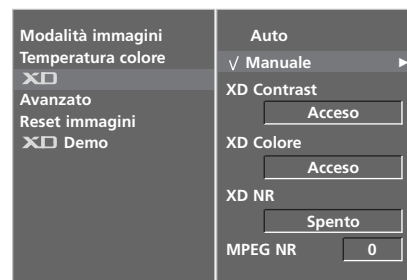 Modalità immagini
Temperatura colore
XD
Avanzato
Reset immagini
XD Demo
Auto
√ Manuale ▶
XD Contrast
Acceso
XD Colore
Acceso
XD NR
Spento
MPEG NR 0